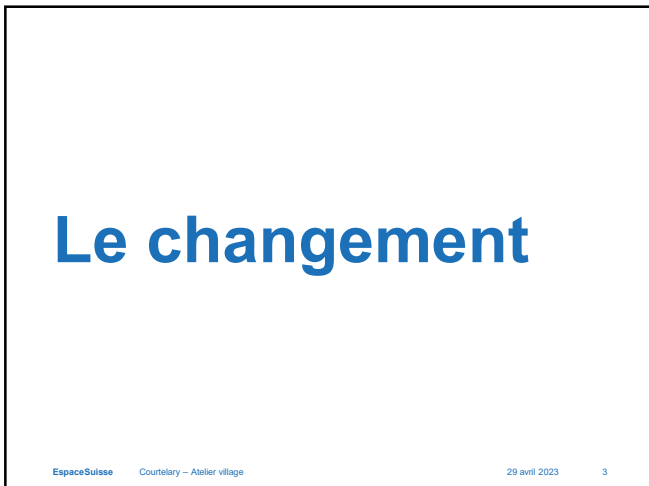 Le changement
EspaceSuisse Courtelary – Atelier village 29 avril 2023 3